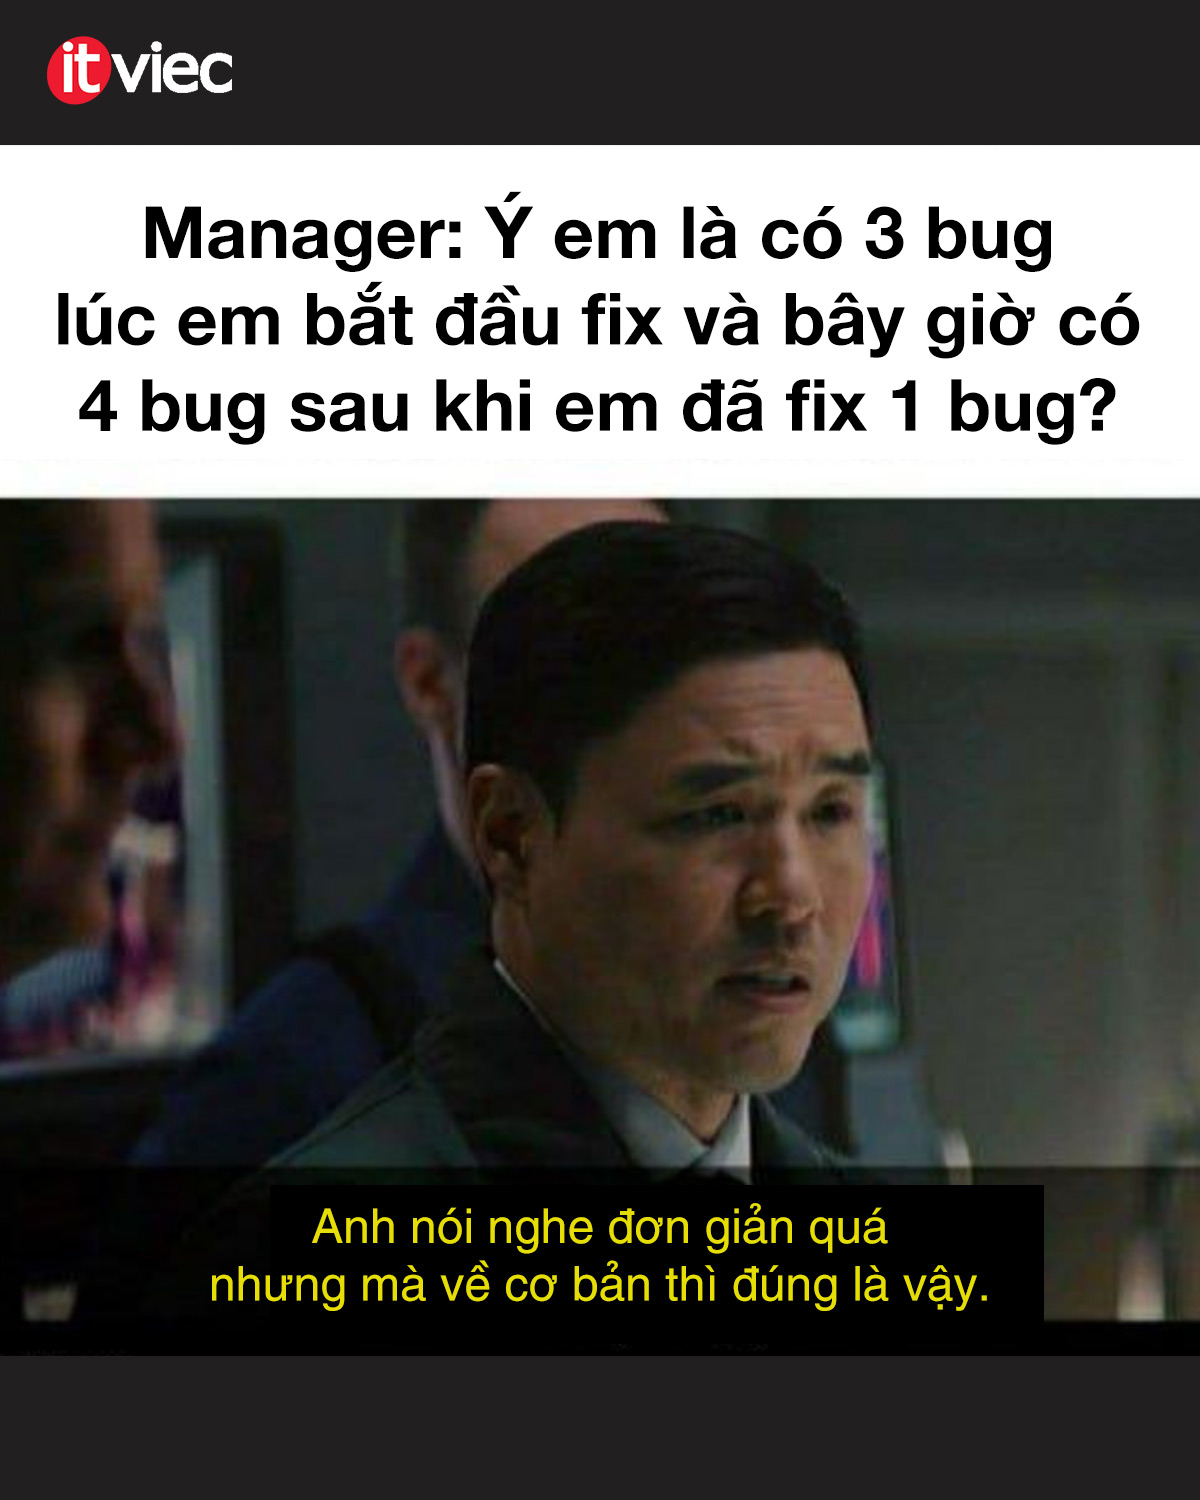 itviec
Manager: Ý em là có 3 bug
lúc em bắt đầu fix và bây giờ có
4 bug sau khi em đã fix 1 bug?
Anh nói nghe đơn giản quá
nhưng mà về cơ bản thì đúng là vậy.